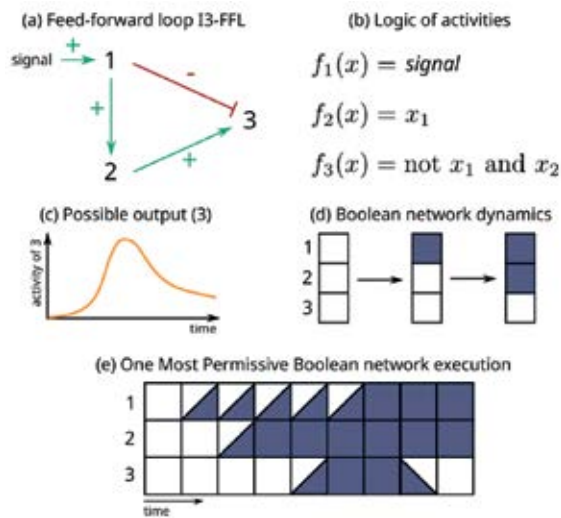 (a) Feed-forward loop I3-FFL
signal
+
1
-
+
3
2
+
(b) Logic of activities
f₁(x) = signal
f₂(x) = x₁
f₃(x) = not x₁ and x₂
(c) Possible output (3)
activity of 3
time
(d) Boolean network dynamics
1
2
3
(e) One Most Permissive Boolean network execution
1
2
3
time